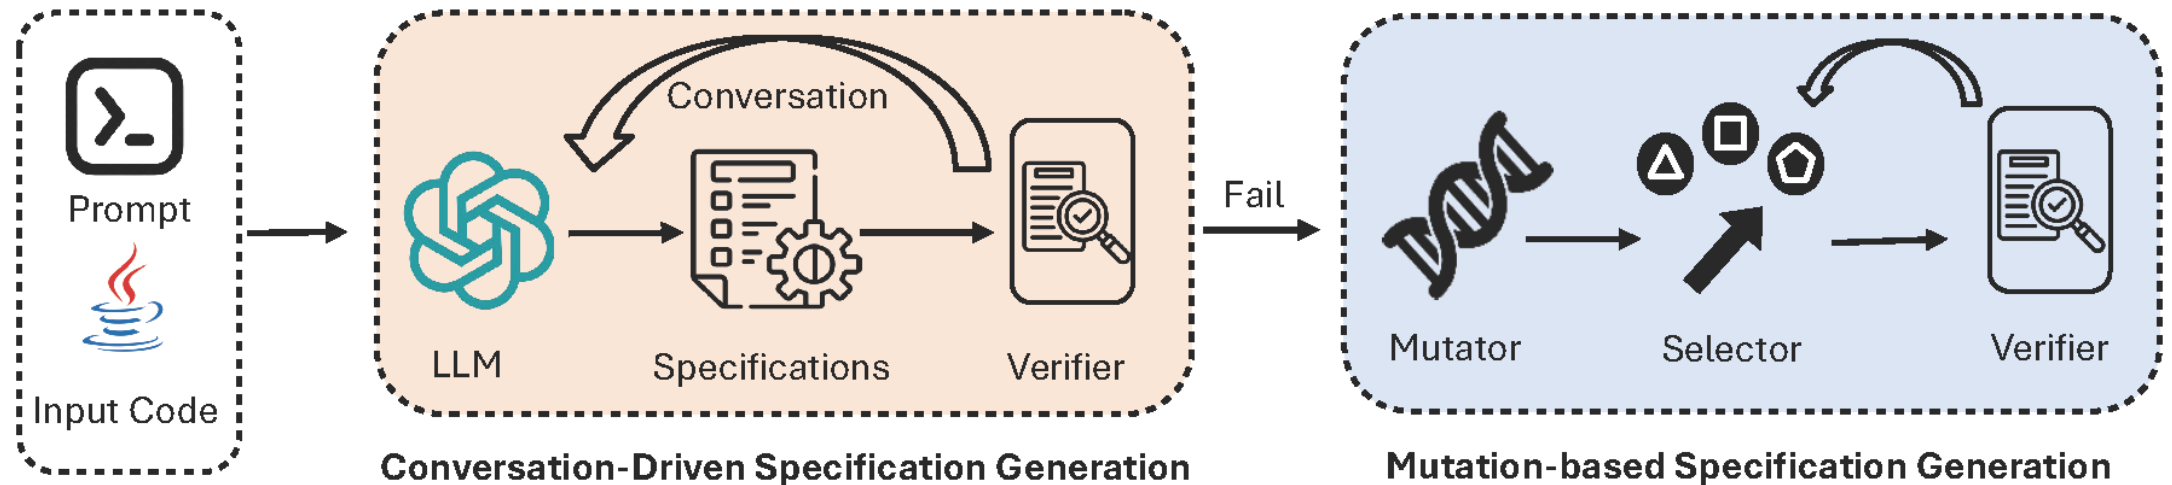 Prompt
Input Code
Conversation
LLM
Specifications
Verifier
Conversation-Driven Specification Generation
Fail
Mutator
Selector
Verifier
Mutation-based Specification Generation